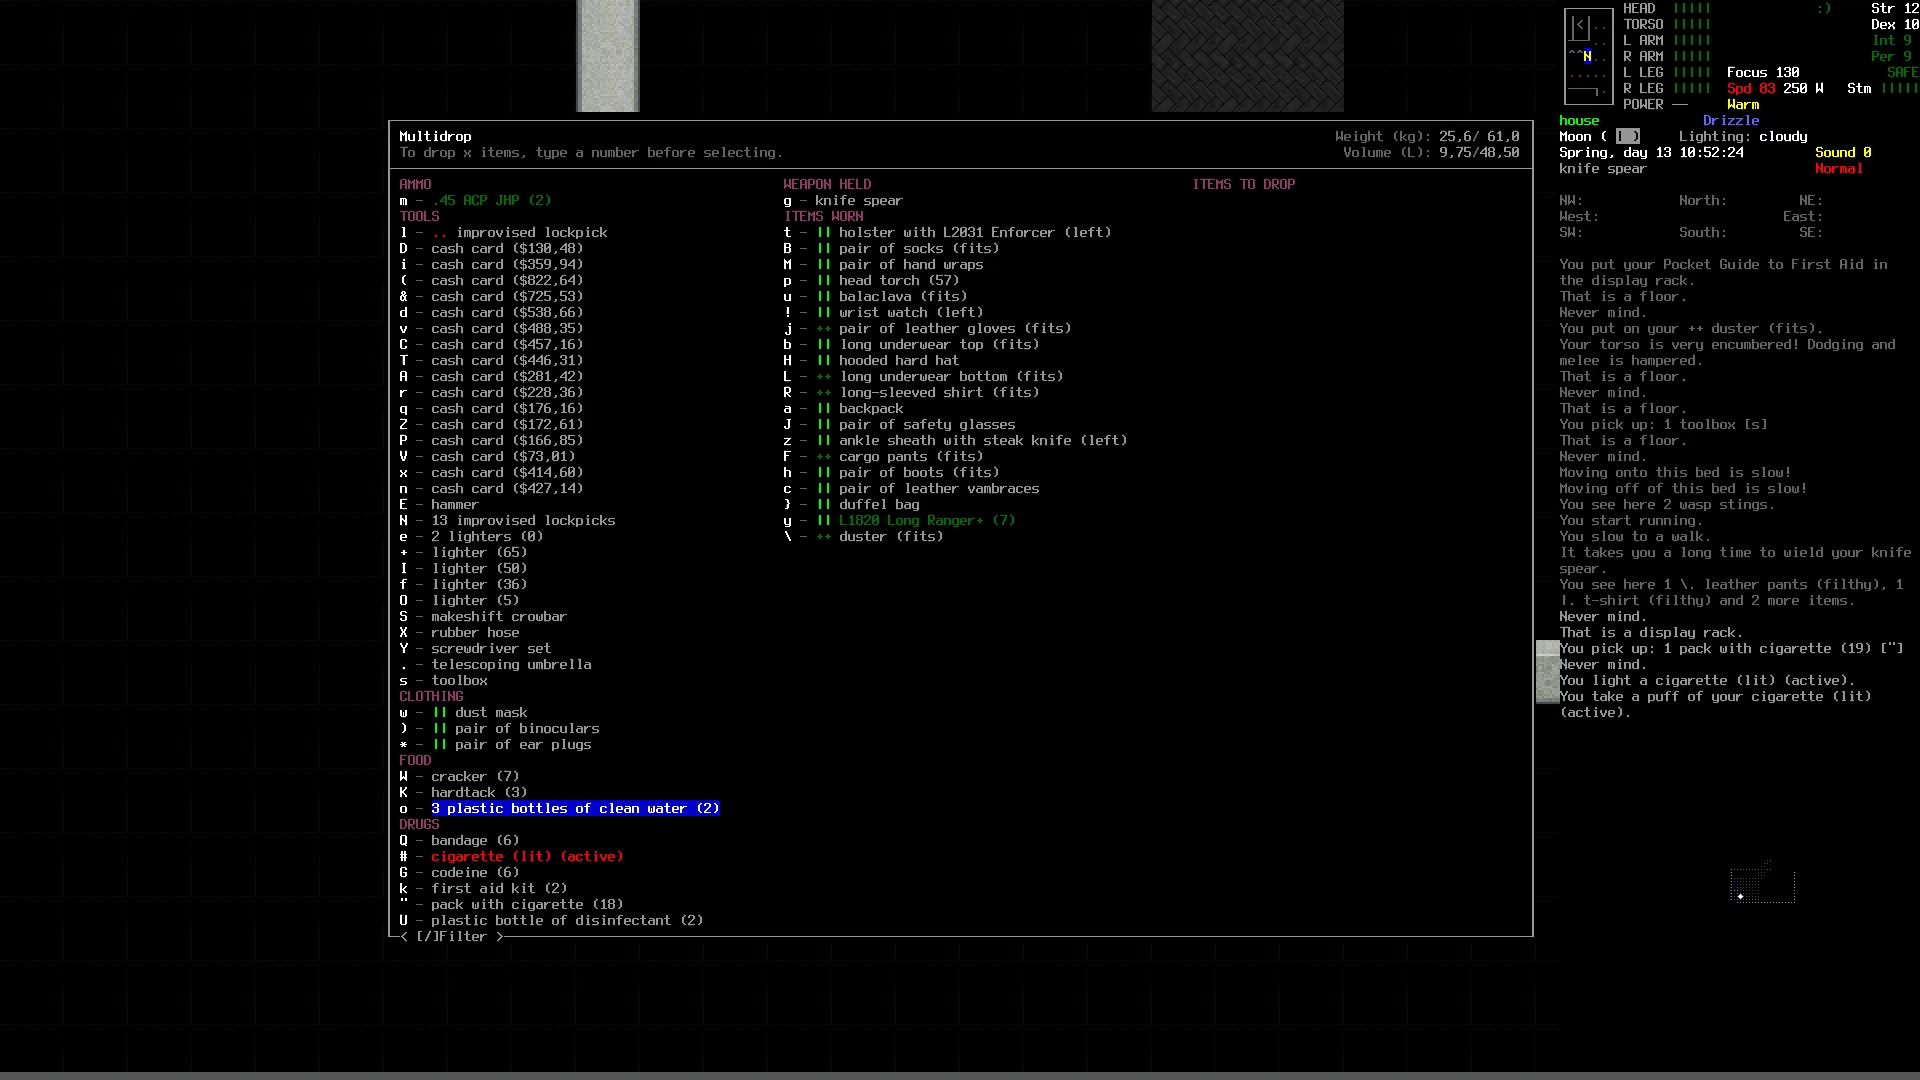 Multidrop
To drop x items, type a number before selecting.
Weight (kg): 25,6/ 61,0
Volume (L): 9,75/48,50
AMMO
m - .45 ACP JHP (2)
TOOLS
l - .. improvised lockpick
D - cash card ($130,48)
i - cash card ($359,94)
( - cash card ($822,64)
& - cash card ($725,53)
d - cash card ($538,66)
v - cash card ($488,35)
C - cash card ($457,16)
T - cash card ($446,31)
A - cash card ($281,42)
r - cash card ($228,36)
q - cash card ($176,16)
Z - cash card ($172,61)
P - cash card ($166,85)
V - cash card ($73,01)
x - cash card ($414,60)
n - cash card ($427,14)
E - hammer
N - 13 improvised lockpicks
e - 2 lighters (0)
+ - lighter (65)
I - lighter (50)
f - lighter (36)
O - lighter (5)
S - makeshift crowbar
X - rubber hose
Y - screwdriver set
. - telescoping umbrella
s - toolbox
CLOTHING
w - || dust mask
) - || pair of binoculars
* - || pair of ear plugs
FOOD
W - cracker (7)
K - hardtack (3)
o - 3 plastic bottles of clean water (2)
DRUGS
Q - bandage (6)
# - cigarette (lit) (active)
G - codeine (6)
k - first aid kit (2)
" - pack with cigarette (18)
U - plastic bottle of disinfectant (2)
< [/]Filter >
WEAPON HELD
g - knife spear
ITEMS WORN
t - || holster with L2031 Enforcer (left)
B - || pair of socks (fits)
M - || pair of hand wraps
p - || head torch (57)
u - || balaclava (fits)
! - || wrist watch (left)
j - ++ pair of leather gloves (fits)
b - || long underwear top (fits)
H - || hooded hard hat
L - ++ long underwear bottom (fits)
R - ++ long-sleeved shirt (fits)
a - || backpack
J - || pair of safety glasses
z - || ankle sheath with steak knife (left)
F - ++ cargo pants (fits)
h - || pair of boots (fits)
c - || pair of leather vambraces
} - || duffel bag
y - || L1820 Long Ranger+ (7)
\ - ++ duster (fits)
ITEMS TO DROP
HEAD ||||| :) Str 12
TORSO ||||| Dex 10
L ARM ||||| Int 9
R ARM ||||| Per 9
L LEG ||||| Focus 130 SAFE
R LEG ||||| Spd 83 250 W Stm |||||
POWER -- Warm
house Drizzle
Moon ( | ) Lighting: cloudy
Spring, day 13 10:52:24 Sound 0
knife spear Normal
NW: North: NE:
West: East:
SW: South: SE:
You put your Pocket Guide to First Aid in
the display rack.
That is a floor.
Never mind.
You put on your ++ duster (fits).
Your torso is very encumbered! Dodging and
melee is hampered.
That is a floor.
Never mind.
That is a floor.
You pick up: 1 toolbox [s]
That is a floor.
Never mind.
Moving onto this bed is slow!
Moving off of this bed is slow!
You see here 2 wasp stings.
You start running.
You slow to a walk.
It takes you a long time to wield your knife
spear.
You see here 1 \. leather pants (filthy), 1
|. t-shirt (filthy) and 2 more items.
Never mind.
That is a display rack.
You pick up: 1 pack with cigarette (19) ["]
Never mind.
You light a cigarette (lit) (active).
You take a puff of your cigarette (lit)
(active).